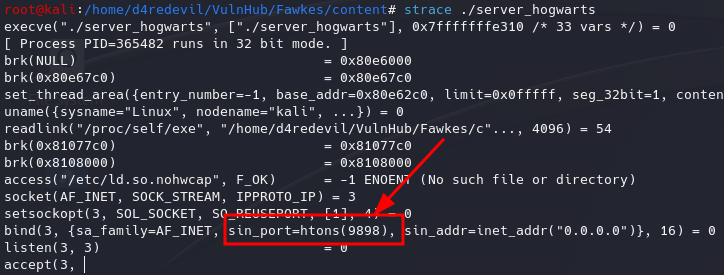 root@kali:/home/d4redevil/VulnHub/Fawkes/content# strace ./server_hogwarts
execve("./server_hogwarts", ["./server_hogwarts"], 0x7fffffffe310 /* 33 vars */) = 0
[ Process PID=365482 runs in 32 bit mode. ]
brk(NULL) = 0x80e6000
brk(0x80e67c0) = 0x80e67c0
set_thread_area({entry_number=-1, base_addr=0x80e62c0, limit=0x0fffff, seg_32bit=1, conten
uname({sysname="Linux", nodename="kali", ...}) = 0
readlink("/proc/self/exe", "/home/d4redevil/VulnHub/Fawkes/c"..., 4096) = 54
brk(0x81077c0) = 0x81077c0
brk(0x8108000) = 0x8108000
access("/etc/ld.so.nohwcap", F_OK) = -1 ENOENT (No such file or directory)
socket(AF_INET, SOCK_STREAM, IPPROTO_IP) = 3
setsockopt(3, SOL_SOCKET, SO_REUSEPORT, [1], 4) = 0
bind(3, {sa_family=AF_INET, sin_port=htons(9898), sin_addr=inet_addr("0.0.0.0")}, 16) = 0
listen(3, 3) = 0
accept(3,